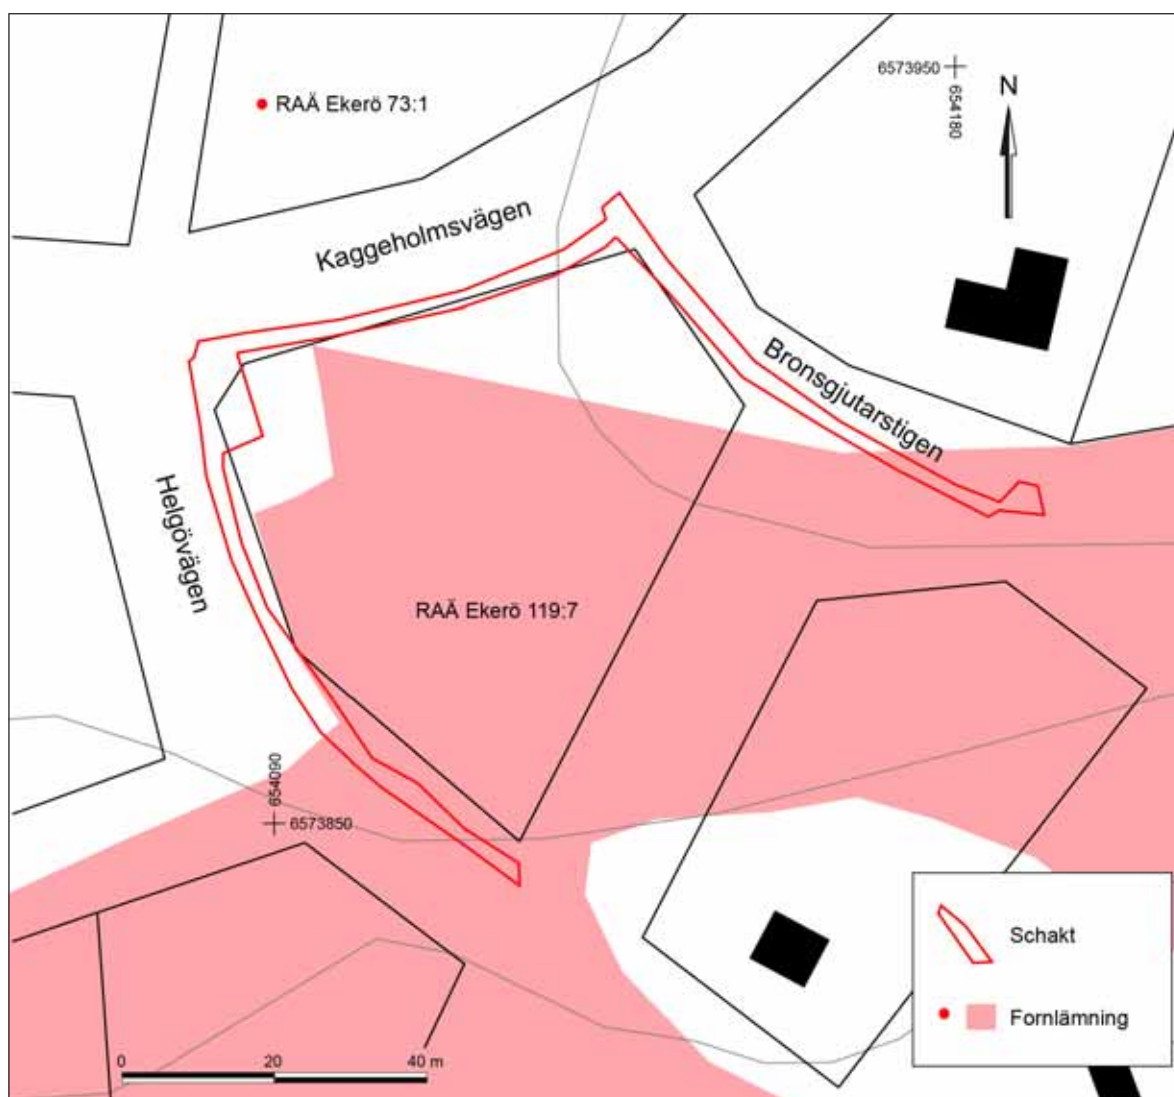 6573950
654180
N
RAÄ Ekerö 73:1
Kaggeholmsvägen
Bronsgjutarstigen
Helgövägen
RAÄ Ekerö 119:7
654090
6573850
Schakt
Fornlämning
0 20 40 m